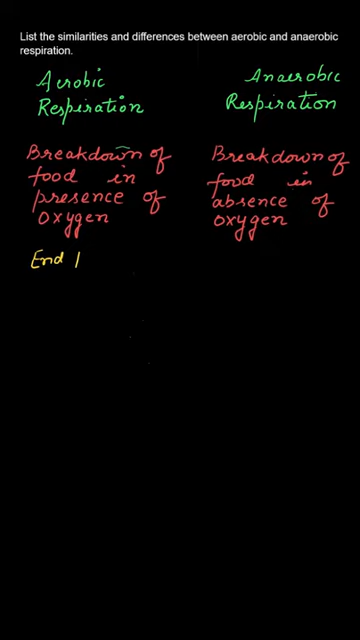 List the similarities and differences between aerobic and anaerobic
respiration.
Aerobic
Respiration
Anaerobic
Respiration
Breakdown of
food in
presence of
oxygen
Breakdown of
food in
absence of
oxygen
End